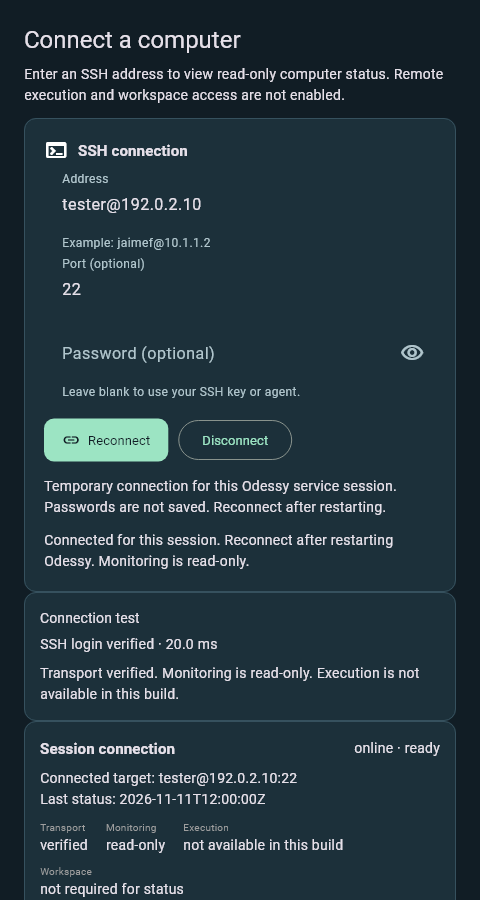 Connect a computer
Enter an SSH address to view read-only computer status. Remote
execution and workspace access are not enabled.
SSH connection
Address
tester@192.0.2.10
Example: jaimef@10.1.1.2
Port (optional)
22
Password (optional)
Leave blank to use your SSH key or agent.
Reconnect Disconnect
Temporary connection for this Odessy service session.
Passwords are not saved. Reconnect after restarting.
Connected for this session. Reconnect after restarting
Odessy. Monitoring is read-only.
Connection test
SSH login verified · 20.0 ms
Transport verified. Monitoring is read-only. Execution is not
available in this build.
Session connection online · ready
Connected target: tester@192.0.2.10:22
Last status: 2026-11-11T12:00:00Z
Transport Monitoring Execution
verified read-only not available in this build
Workspace
not required for status